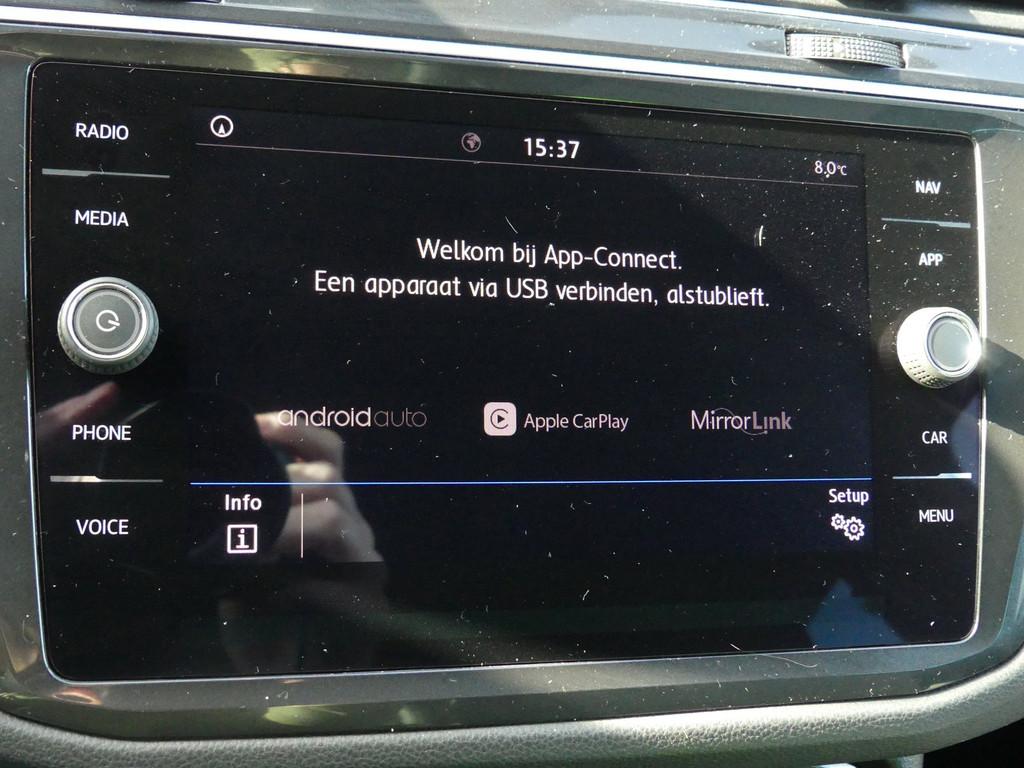 RADIO
MEDIA
PHONE
VOICE
15:37
8.0°C
Welkom bij App-Connect.
Een apparaat via USB verbinden, alstublieft.
androidauto
Apple CarPlay
MirrorLink
Info
i
Setup
NAV
APP
CAR
MENU